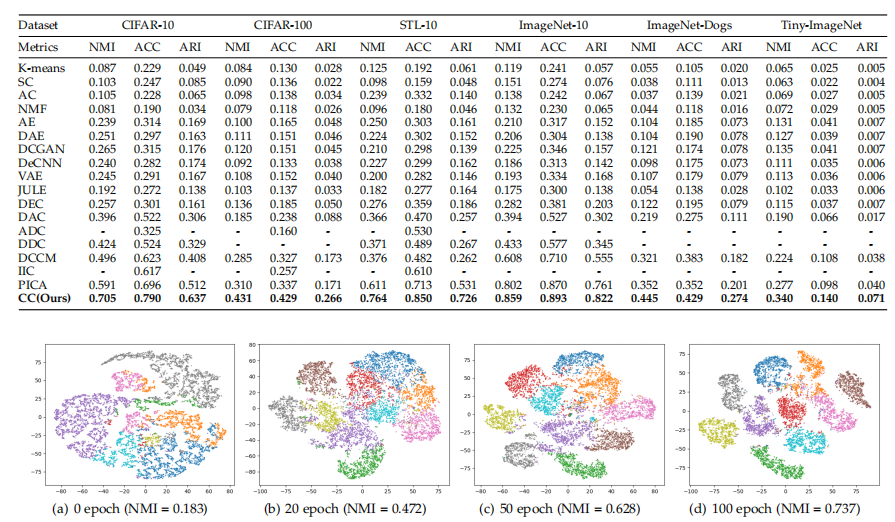 Dataset CIFAR-10 CIFAR-100 STL-10 ImageNet-10 ImageNet-Dogs Tiny-ImageNet
Metrics NMI ACC ARI NMI ACC ARI NMI ACC ARI NMI ACC ARI NMI ACC ARI NMI ACC ARI
K-means 0.087 0.229 0.049 0.084 0.130 0.028 0.125 0.192 0.061 0.119 0.241 0.057 0.055 0.105 0.020 0.065 0.025 0.005
SC 0.103 0.247 0.085 0.090 0.136 0.022 0.098 0.159 0.048 0.151 0.274 0.076 0.038 0.111 0.013 0.063 0.022 0.004
AC 0.105 0.228 0.065 0.098 0.138 0.034 0.239 0.332 0.140 0.138 0.242 0.067 0.037 0.139 0.021 0.069 0.027 0.005
NMF 0.081 0.190 0.034 0.079 0.118 0.026 0.096 0.180 0.046 0.132 0.230 0.065 0.044 0.118 0.016 0.072 0.029 0.005
AE 0.239 0.314 0.169 0.100 0.165 0.048 0.250 0.303 0.161 0.210 0.317 0.152 0.104 0.185 0.073 0.131 0.041 0.007
DAE 0.251 0.297 0.163 0.111 0.151 0.046 0.224 0.302 0.152 0.206 0.304 0.138 0.104 0.190 0.078 0.127 0.039 0.007
DCGAN 0.265 0.315 0.176 0.120 0.151 0.045 0.210 0.298 0.139 0.225 0.346 0.157 0.121 0.174 0.078 0.135 0.041 0.007
DeCNN 0.240 0.282 0.174 0.092 0.133 0.038 0.227 0.299 0.162 0.186 0.313 0.142 0.098 0.175 0.073 0.111 0.035 0.006
VAE 0.245 0.291 0.167 0.108 0.152 0.040 0.200 0.282 0.146 0.193 0.334 0.168 0.107 0.179 0.079 0.113 0.036 0.006
JULE 0.192 0.272 0.138 0.103 0.137 0.033 0.182 0.277 0.164 0.175 0.300 0.138 0.054 0.138 0.028 0.102 0.033 0.006
DEC 0.257 0.301 0.161 0.136 0.185 0.050 0.276 0.359 0.186 0.282 0.381 0.203 0.122 0.195 0.079 0.115 0.037 0.007
DAC 0.396 0.522 0.306 0.185 0.238 0.088 0.366 0.470 0.257 0.394 0.527 0.302 0.219 0.275 0.111 0.190 0.066 0.017
ADC - 0.325 - - 0.160 - - 0.530 - - - - - - - - - -
DDC 0.424 0.524 0.329 - - - 0.371 0.489 0.267 0.433 0.577 0.345 - - - - - -
DCCM 0.496 0.623 0.408 0.285 0.327 0.173 0.376 0.482 0.262 0.608 0.710 0.555 0.321 0.383 0.182 0.224 0.108 0.038
IIC - 0.617 - - 0.257 - - 0.610 - - - - - - - - - -
PICA 0.591 0.696 0.512 0.310 0.337 0.171 0.611 0.713 0.531 0.802 0.870 0.761 0.352 0.352 0.201 0.277 0.098 0.040
CC(Ours) 0.705 0.790 0.637 0.431 0.429 0.266 0.764 0.850 0.726 0.859 0.893 0.822 0.445 0.429 0.274 0.340 0.140 0.071
75 50 25 0 −25 −50 −75
−80 −60 −40 −20 0 20 40 60 80
80 60 40 20 0 −20 −40 −60 −80
−100 −75 −50 −25 0 25 50 75
75 50 25 0 −25 −50 −75
−80 −60 −40 −20 0 20 40 60 80
75 50 25 0 −25 −50 −75
−100 −75 −50 −25 0 25 50 75
(a) 0 epoch (NMI = 0.183)
(b) 20 epoch (NMI = 0.472)
(c) 50 epoch (NMI = 0.628)
(d) 100 epoch (NMI = 0.737)